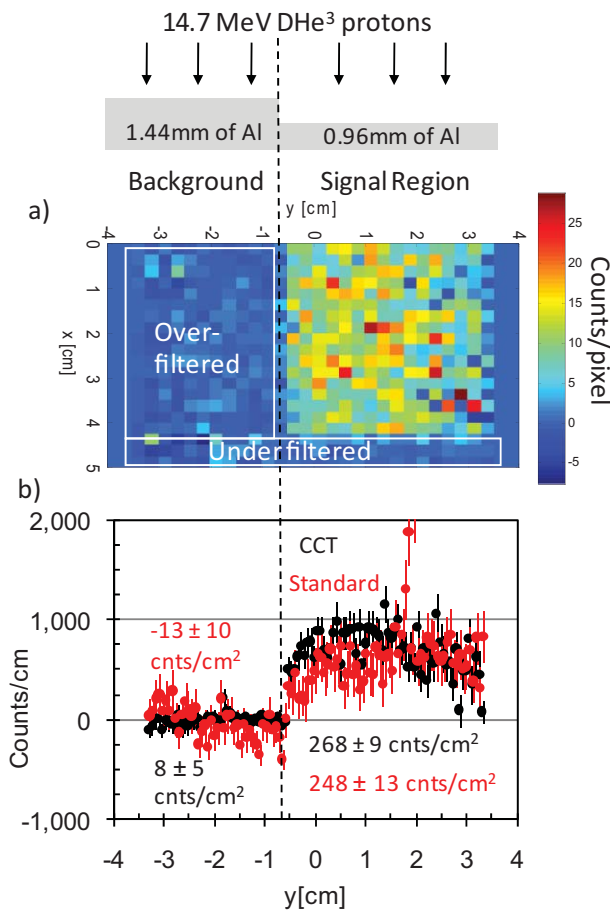 14.7 MeV DHe³ protons
1.44mm of Al
0.96mm of Al
Background
Signal Region
y [cm]
a)
-4 -3 -2 -1 0 1 2 3 4
0
1
2
3
4
5
x [cm]
Over-
filtered
Under filtered
25
20
15
10
5
0
-5
Counts/pixel
b)
2,000
1,000
0
-1,000
Counts/cm
CCT
Standard
-13 ± 10
cnts/cm²
8 ± 5
cnts/cm²
268 ± 9 cnts/cm²
248 ± 13 cnts/cm²
-4 -3 -2 -1 0 1 2 3 4
y[cm]